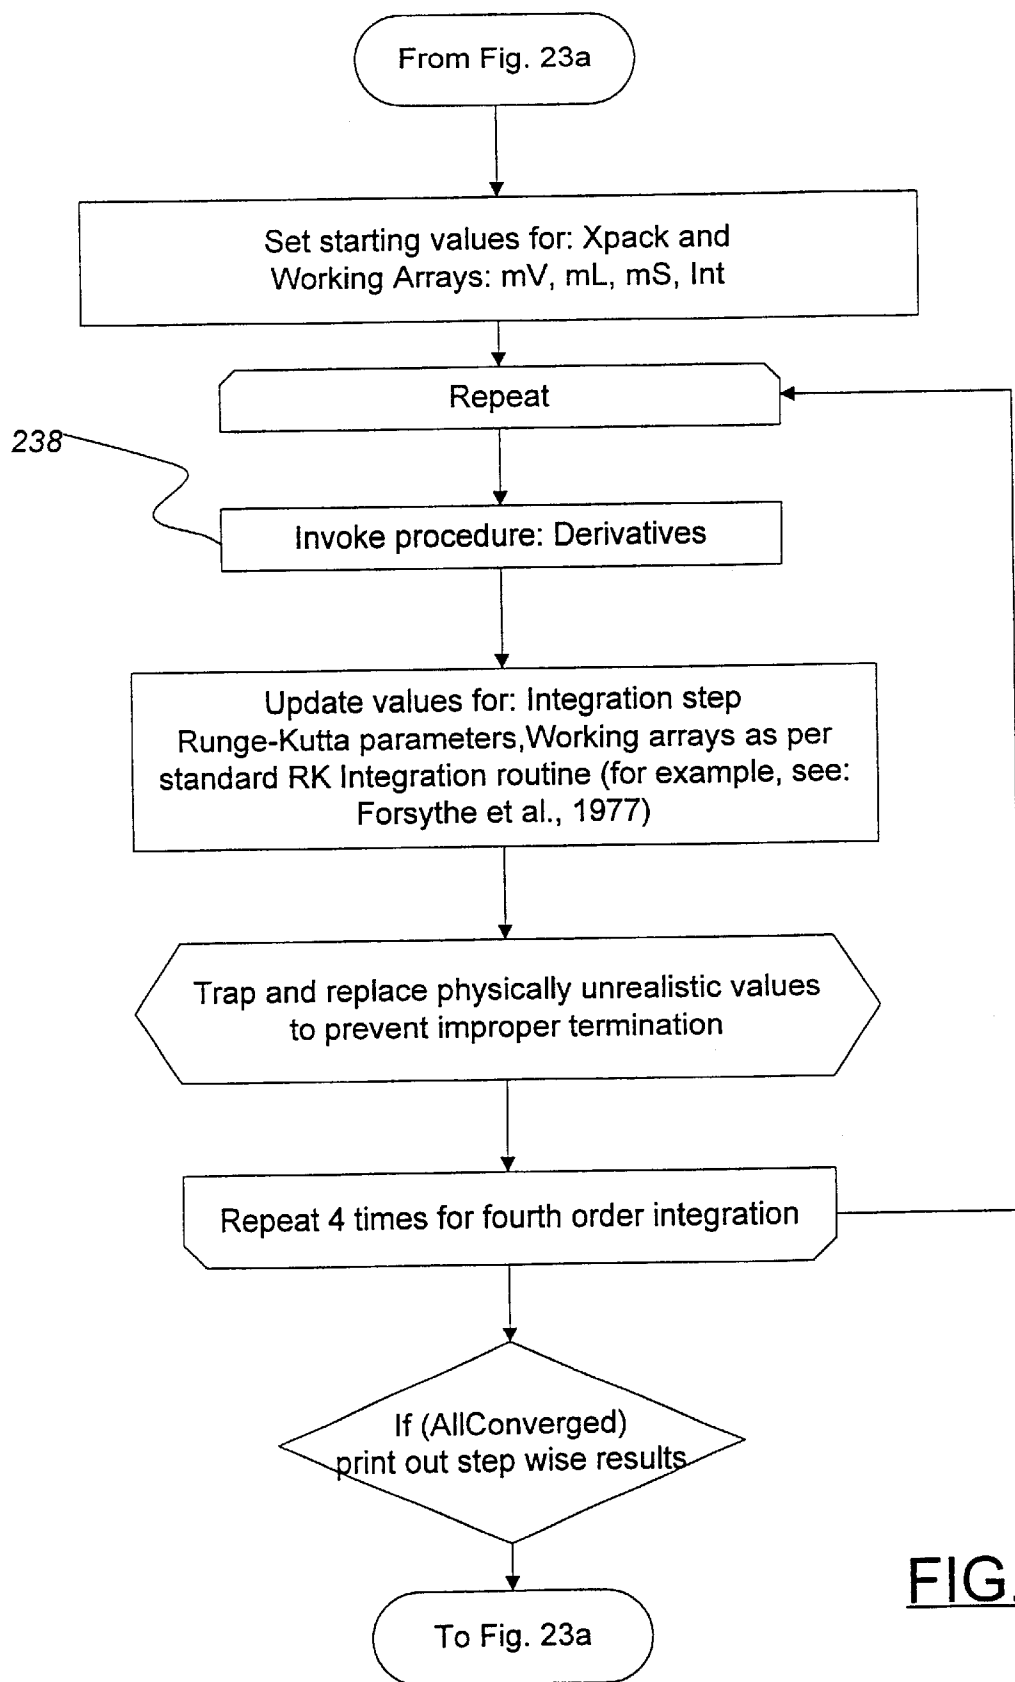 From Fig. 23a
Set starting values for: Xpack and
Working Arrays: mV, mL, mS, Int
Repeat
238
Invoke procedure: Derivatives
Update values for: Integration step
Runge-Kutta parameters,Working arrays as per
standard RK Integration routine (for example, see:
Forsythe et al., 1977)
Trap and replace physically unrealistic values
to prevent improper termination
Repeat 4 times for fourth order integration
If (AllConverged)
print out step wise results
FIG.
To Fig. 23a